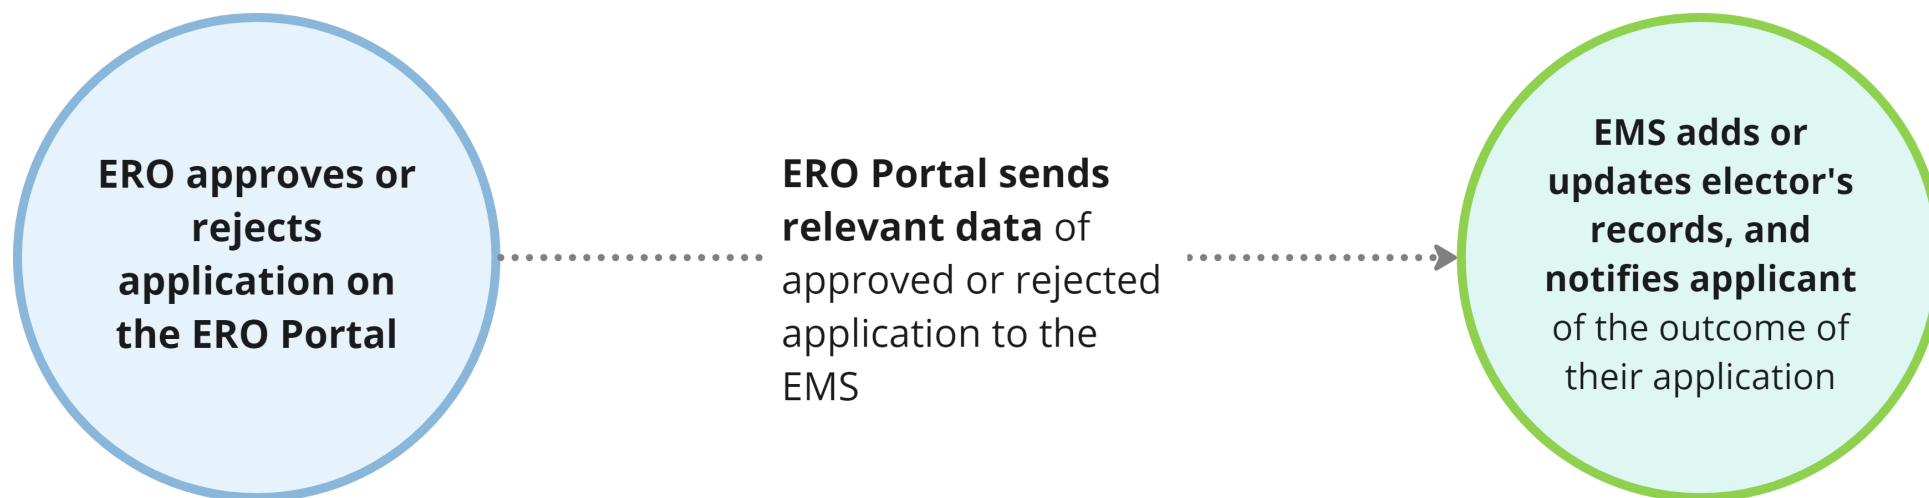 ERO approves or
rejects
application on
the ERO Portal
ERO Portal sends
relevant data of
approved or rejected
application to the
EMS
EMS adds or
updates elector's
records, and
notifies applicant
of the outcome of
their application